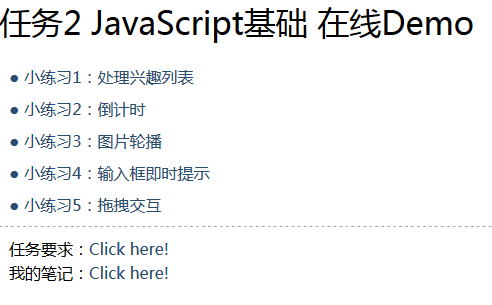 任务2 JavaScript基础 在线Demo
● 小练习1：处理兴趣列表
● 小练习2：倒计时
● 小练习3：图片轮播
● 小练习4：输入框即时提示
● 小练习5：拖拽交互
任务要求：Click here!
我的笔记：Click here!